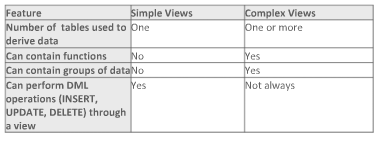 Feature Simple Views Complex Views
Number of tables used to One One or more
derive data
Can contain functions No Yes
Can contain groups of data No Yes
Can perform DML Yes Not always
operations (INSERT,
UPDATE, DELETE) through
a view